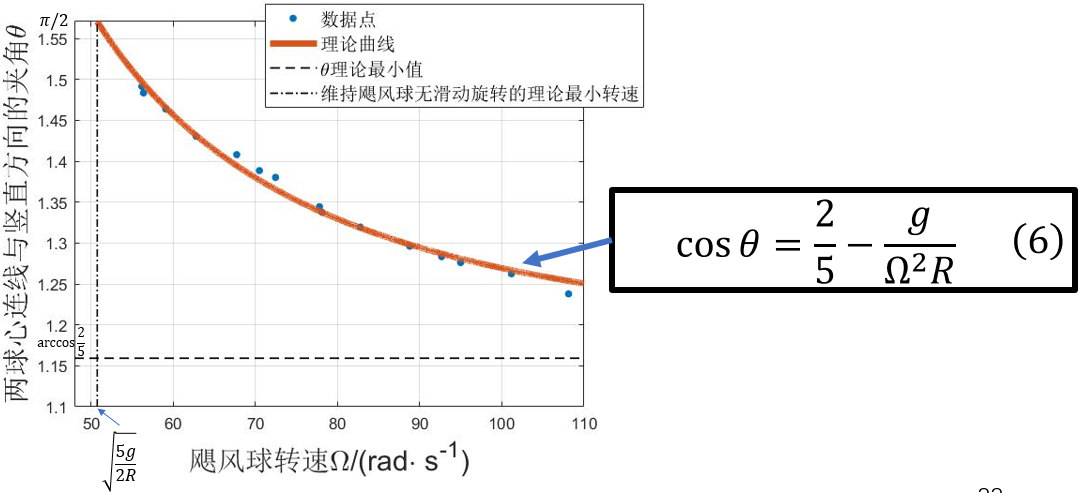 π/2
1.55
1.5
1.45
1.4
1.35
1.3
1.25
1.2
arccos 2/5
1.15
1.1
两球心连线与竖直方向的夹角θ
数据点
理论曲线
θ理论最小值
维持飓风球无滑动旋转的理论最小转速
50 60 70 80 90 100 110
√(5g/2R)
飓风球转速Ω/(rad· s⁻¹)
cos θ = 2/5 − g/(Ω²R) (6)